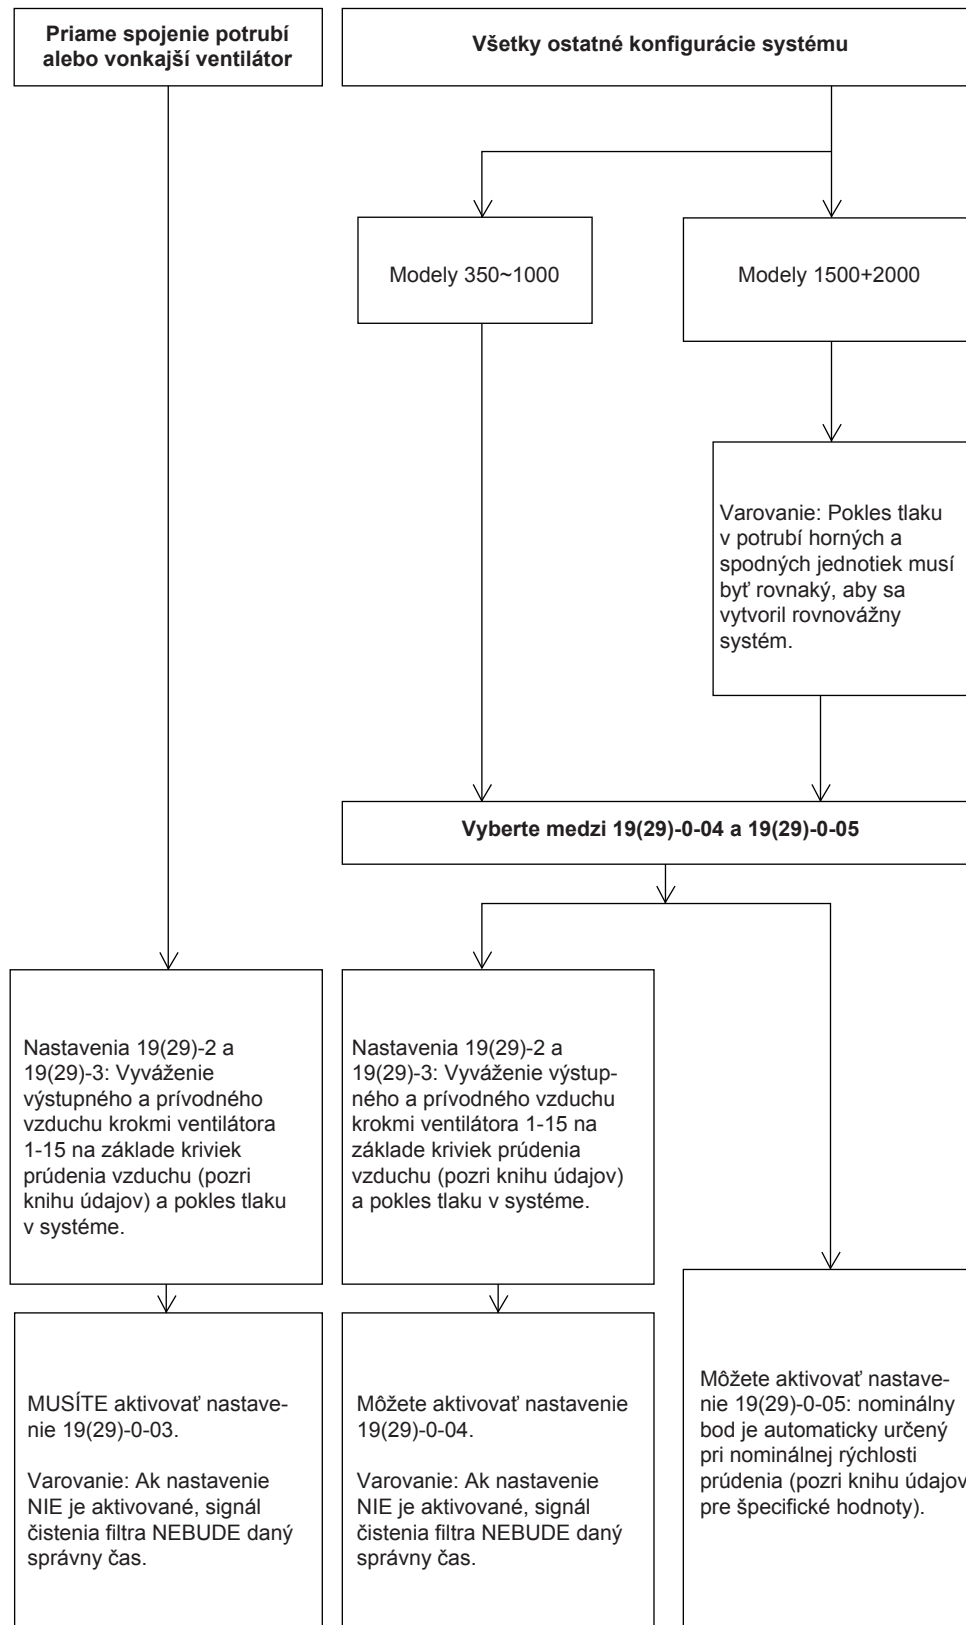 Priame spojenie potrubí
alebo vonkajší ventilátor
Všetky ostatné konfigurácie systému
Modely 350~1000
Modely 1500+2000
Varovanie: Pokles tlaku
v potrubí horných a
spodných jednotiek musí
byť rovnaký, aby sa
vytvoril rovnovážny
systém.
Vyberte medzi 19(29)-0-04 a 19(29)-0-05
Nastavenia 19(29)-2 a
19(29)-3: Vyváženie
výstupného a prívodného
vzduchu krokmi ventilátora
1-15 na základe kriviek
prúdenia vzduchu (pozri
knihu údajov) a pokles tlaku
v systéme.
Nastavenia 19(29)-2 a
19(29)-3: Vyváženie výstup-
ného a prívodného vzduchu
krokmi ventilátora 1-15 na
základe kriviek prúdenia
vzduchu (pozri knihu údajov)
a pokles tlaku v systéme.
MUSÍTE aktivovať nastave-
nie 19(29)-0-03.
Varovanie: Ak nastavenie
NIE je aktivované, signál
čistenia filtra NEBUDE daný
správny čas.
Môžete aktivovať nastavenie
19(29)-0-04.
Varovanie: Ak nastavenie
NIE je aktivované, signál
čistenia filtra NEBUDE daný
správny čas.
Môžete aktivovať nastave-
nie 19(29)-0-05: nominálny
bod je automaticky určený
pri nominálnej rýchlosti
prúdenia (pozri knihu údajov
pre špecifické hodnoty).